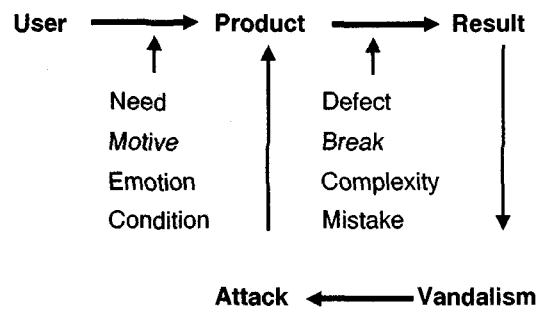 User Product Result
Need Defect
Motive Break
Emotion Complexity
Condition Mistake
Attack Vandalism